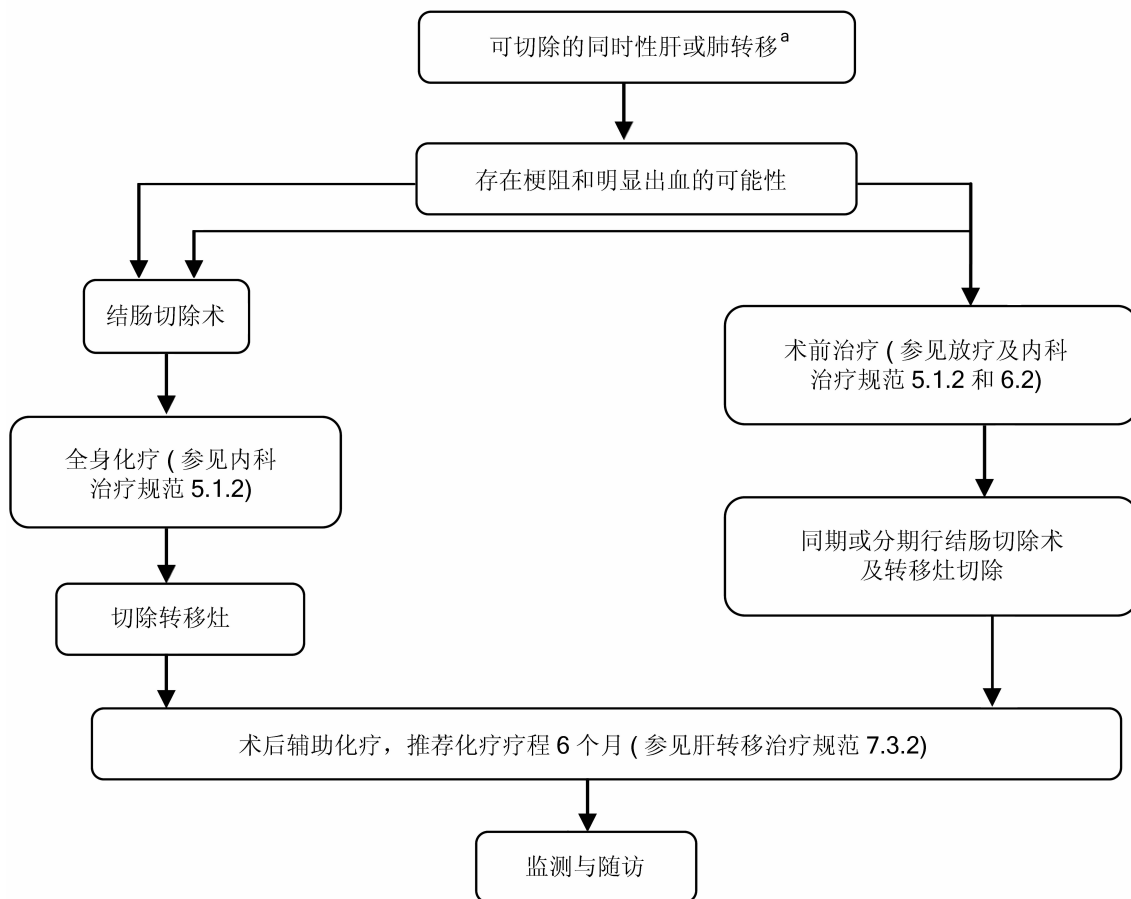 可切除的同时性肝或肺转移a
存在梗阻和明显出血的可能性
结肠切除术
全身化疗 ( 参见内科
治疗规范 5.1.2)
切除转移灶
术前治疗 ( 参见放疗及内科
治疗规范 5.1.2 和 6.2)
同期或分期行结肠切除术
及转移灶切除
术后辅助化疗，推荐化疗疗程 6 个月 ( 参见肝转移治疗规范 7.3.2)
监测与随访